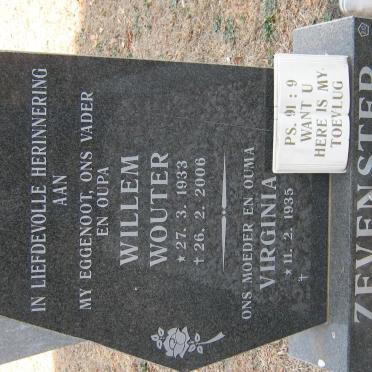 IN LIEFDEVOLLE HERINNERING
AAN
MY EGGENOOT, ONS VADER
EN OUPA
WILLEM
WOUTER
★ 27. 3. 1933
† 26. 2. 2006
ONS MOEDER EN OUMA
VIRGINIA
★ 11. 2. 1935
†
PS. 91 : 9
WANT U
HERE IS MY
TOEVLUG
ZEVENSTER